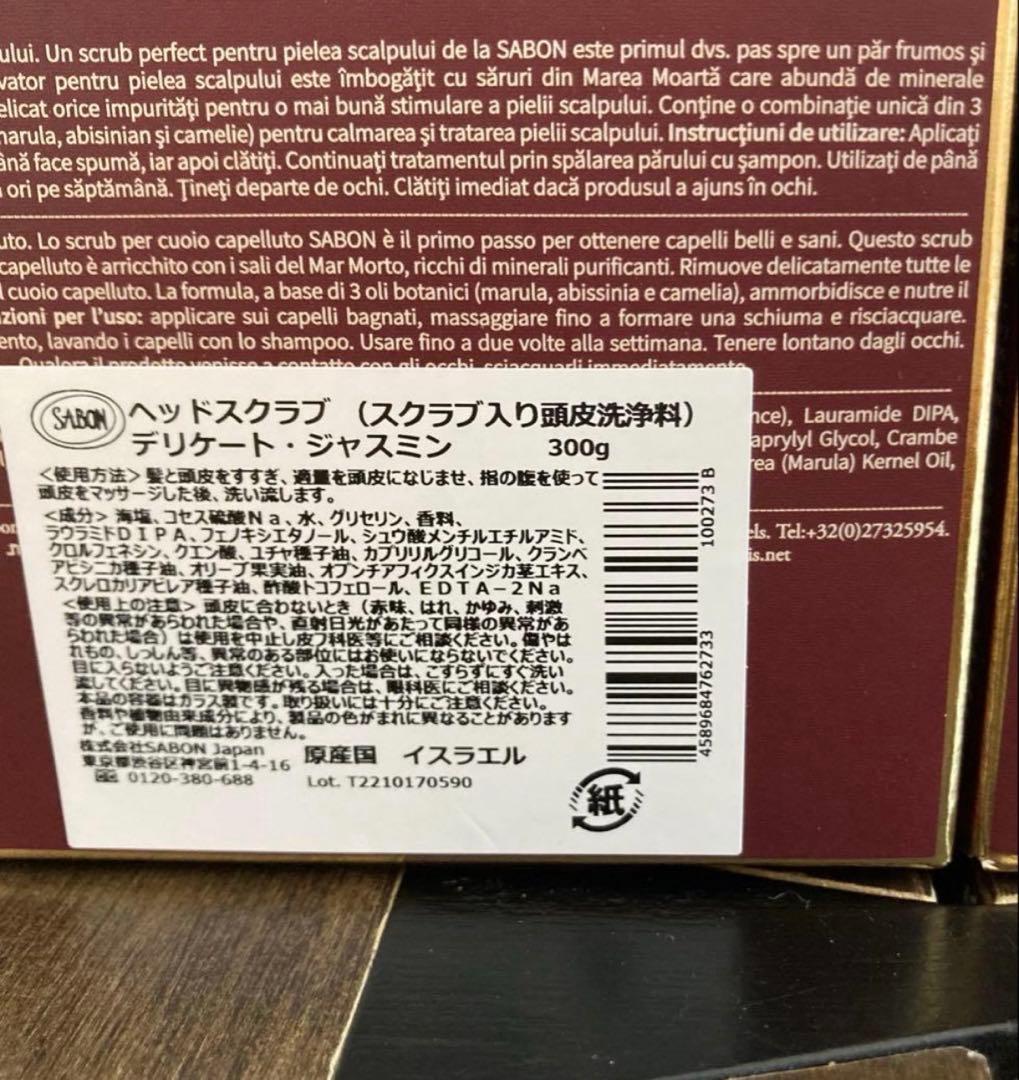 ului. Un scrub perfect pentru pielea scalpului de la SABON este primul dvs. pas spre un păr frumos şi
vator pentru pielea scalpului este îmbogăţit cu săruri din Marea Moartă care abundă de minerale
elicat orice impurităţi pentru o mai bună stimulare a pielii scalpului. Conţine o combinaţie unică din 3
marula, abisinian şi camelie) pentru calmarea şi tratarea pielii scalpului. Instrucţiuni de utilizare: Aplicaţi
ână face spumă, iar apoi clătiţi. Continuaţi tratamentul prin spălarea părului cu şampon. Utilizaţi de până
ori pe săptămână. Ţineţi departe de ochi. Clătiţi imediat dacă produsul a ajuns în ochi.
uto. Lo scrub per cuoio capelluto SABON è il primo passo per ottenere capelli belli e sani. Questo scrub
capelluto è arricchito con i sali del Mar Morto, ricchi di minerali purificanti. Rimuove delicatamente tutte le
l cuoio capelluto. La formula, a base di 3 oli botanici (marula, abissinia e camelia), ammorbidisce e nutre il
zioni per l'uso: applicare sui capelli bagnati, massaggiare fino a formare una schiuma e risciacquare.
ento, lavando i capelli con lo shampoo. Usare fino a due volte alla settimana. Tenere lontano dagli occhi.
Qualora il prodotto venisse a contatto con gli occhi, sciacquarli immediatamente
nce), Lauramide DIPA,
aprylyl Glycol, Crambe
rea (Marula) Kernel Oil,
els. Tel:+32(0)27325954.
is.net
SABON
ヘッドスクラブ (スクラブ入り頭皮洗浄料)
デリケート・ジャスミン 300g
<使用方法> 髪と頭皮をすすぎ、適量を頭皮になじませ、指の腹を使って
頭皮をマッサージした後、洗い流します。
<成分> 海塩、コセス硫酸Na、水、グリセリン、香料、
ラウラミドDIPA、フェノキシエタノール、シュウ酸メンチルエチルアミド、
クロルフェネシン、クエン酸、ユチャ種子油、カプリリルグリコール、クランベ
アビシニカ種子油、オリーブ果実油、オプンチアフィクスインジカ茎エキス、
スクレロカリアビレア種子油、酢酸トコフェロール、EDTA-2Na
<使用上の注意> 頭皮に合わないとき (赤味、はれ、かゆみ、刺激
等の異常があらわれた場合や、直射日光があたって同様の異常があ
らわれた場合) は使用を中止し皮フ科医等にご相談ください。傷やは
れもの、しっしん等、異常のある部位にはお使いにならないでください。
目に入らないようご注意ください。入った場合は、こすらずにすぐ洗い
流してください。目に異物感が残る場合は、眼科医にご相談ください。
本品の容器はガラス製です。取り扱いには十分にご注意ください。
香料や植物由来成分により、製品の色がまれに異なることがあります
が、ご使用に問題はありません。
株式会社SABON Japan 原産国 イスラエル
東京都渋谷区神宮前1-4-16
0120-380-688 Lot. T2210170590
100273 B
4589684762733
紙